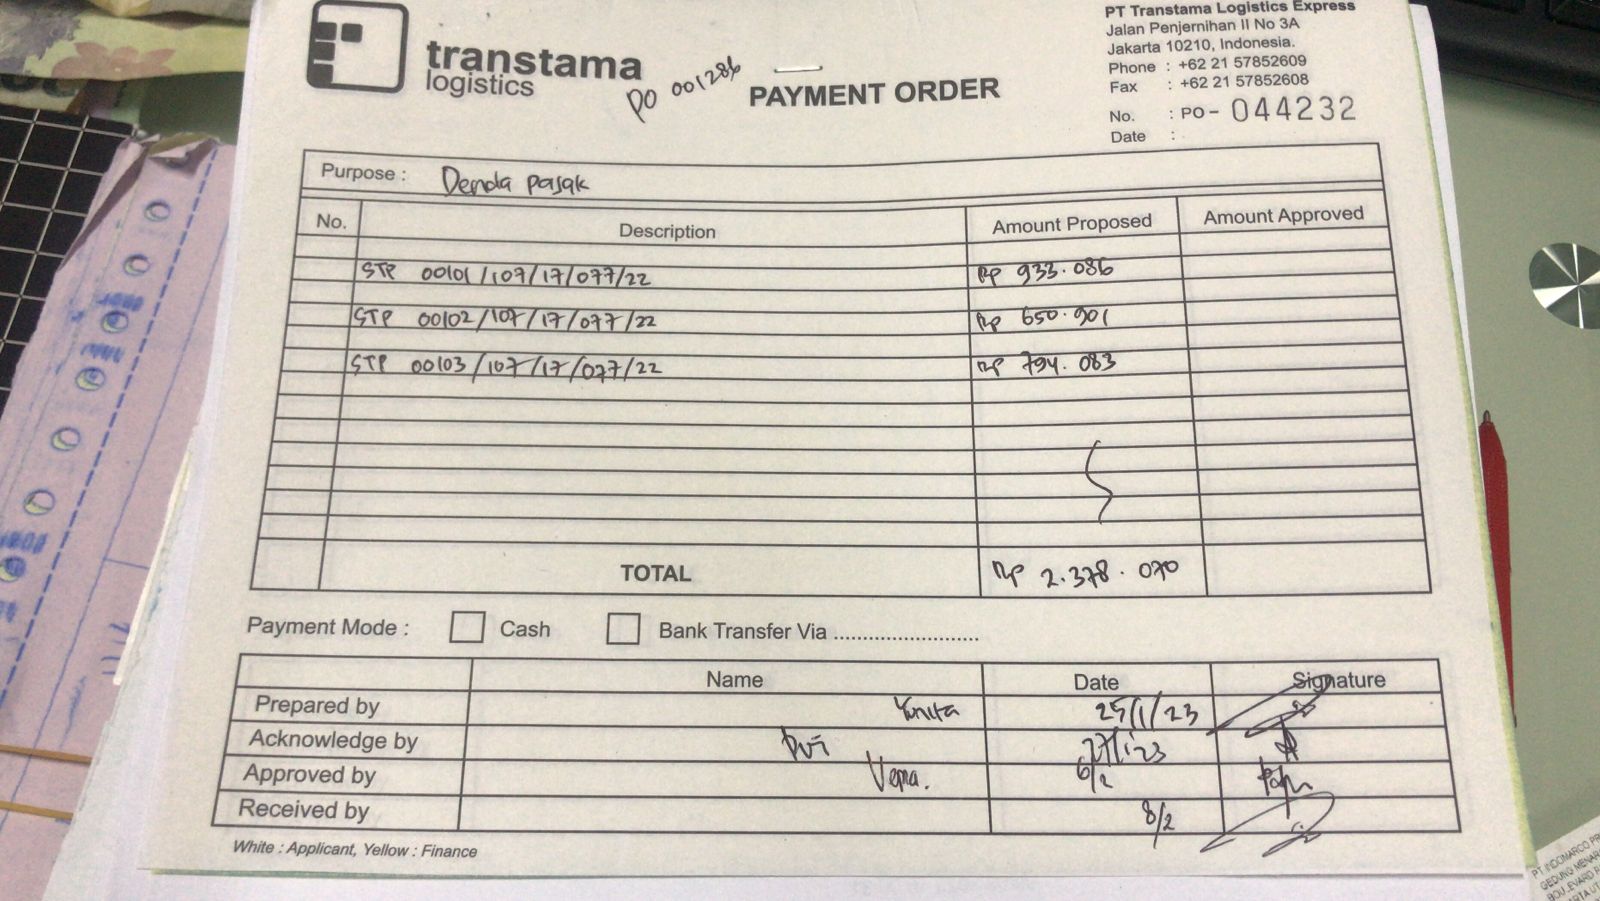 transtama
logistics
PO 001286
PAYMENT ORDER
PT Transtama Logistics Express
Jalan Penjernihan II No 3A
Jakarta 10210, Indonesia.
Phone : +62 21 57852609
Fax : +62 21 57852608
No. : PO- 044232
Date :
Purpose : Denda pajak
No. Description Amount Proposed Amount Approved
STP 00101/107/17/077/22 Rp 933.086
STP 00102/107/17/077/22 Rp 650.901
STP 00103/107/17/077/22 Rp 794.083
TOTAL Rp 2.378.070
Payment Mode : Cash Bank Transfer Via ........................
Name Date Signature
Prepared by Yunita 25/1/23
Acknowledge by 27/1/23
Approved by 6/2
Received by 8/2
White : Applicant, Yellow : Finance
PT. INDOMARCO
GEDUNG MENARA